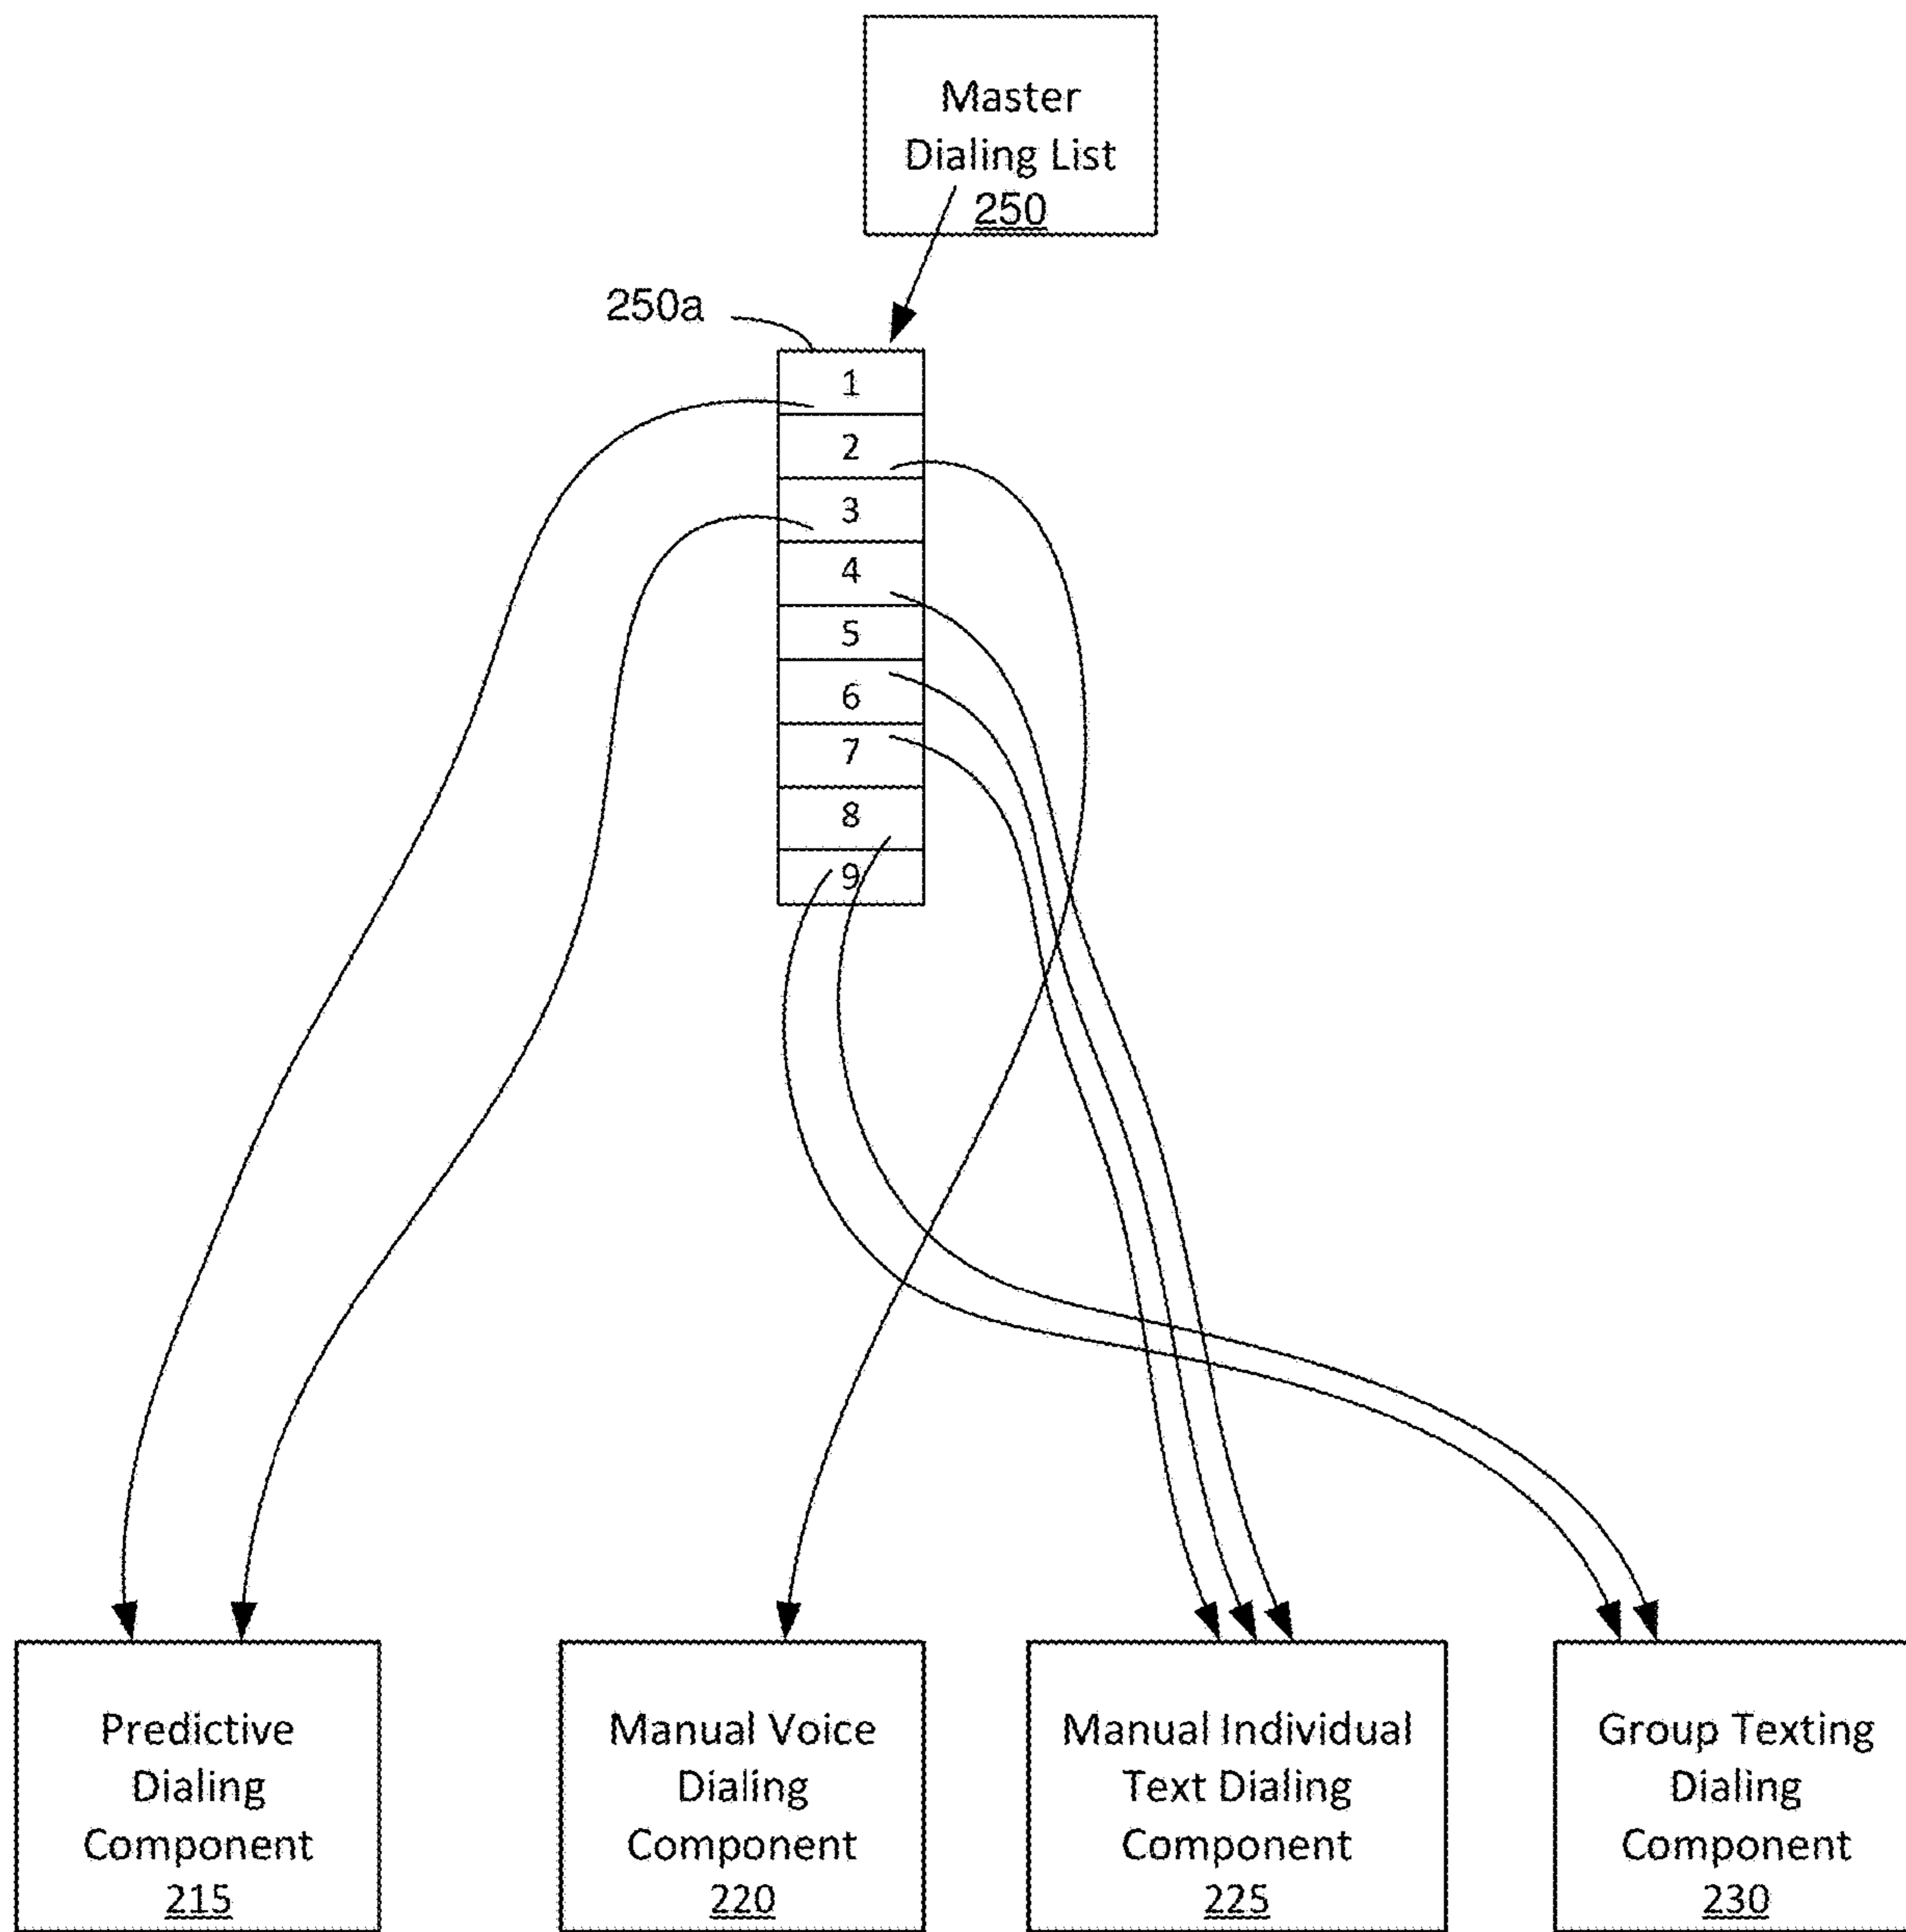 Master
Dialing List
250
250a
1
2
3
4
5
6
7
8
9
Predictive
Dialing
Component
215
Manual Voice
Dialing
Component
220
Manual Individual
Text Dialing
Component
225
Group Texting
Dialing
Component
230